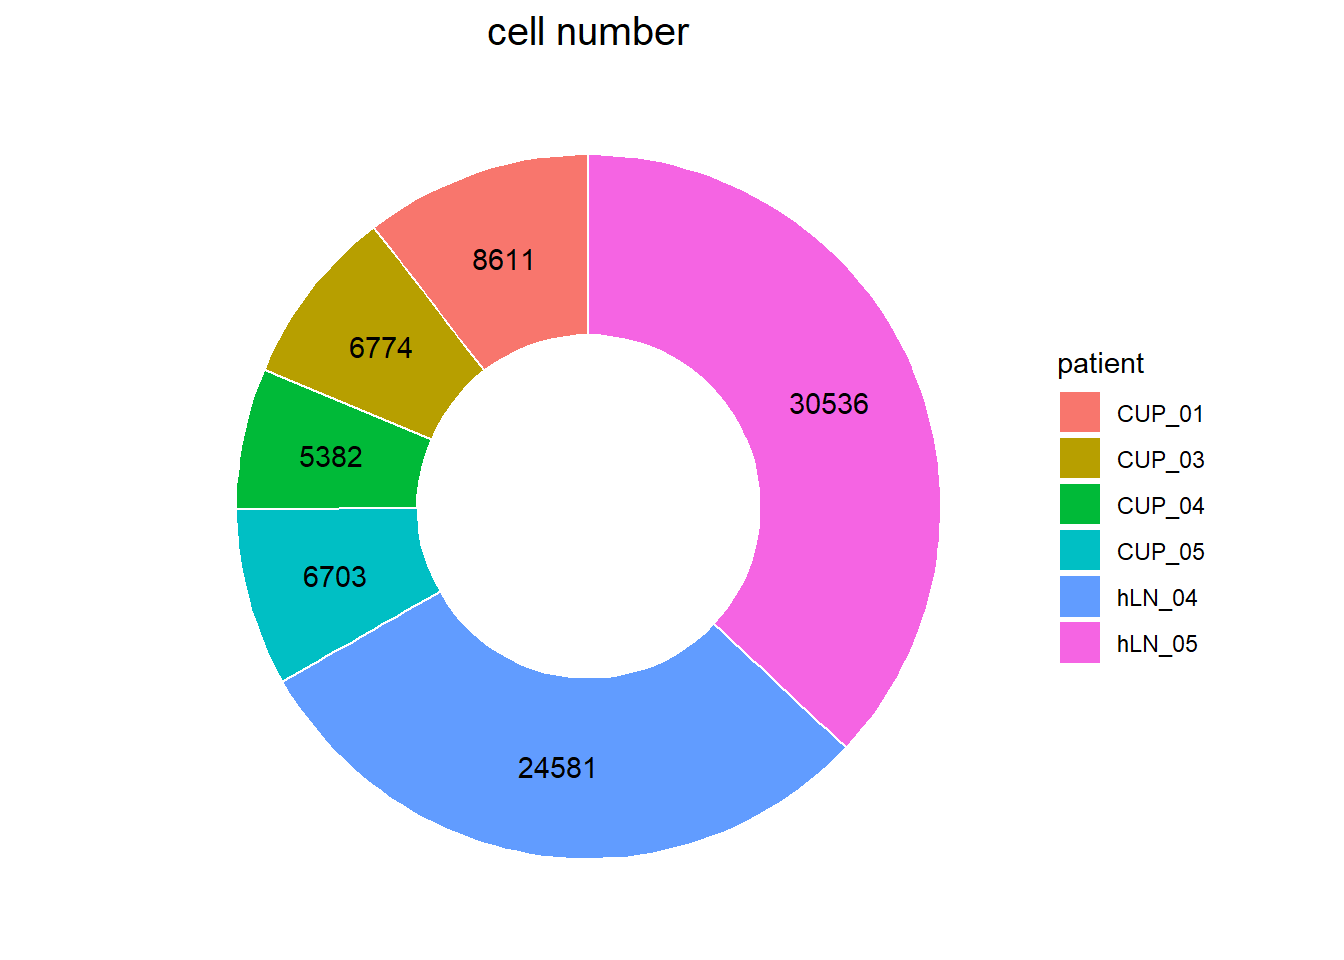 cell number
8611
30536
6774
5382
6703
24581
patient
CUP_01
CUP_03
CUP_04
CUP_05
hLN_04
hLN_05